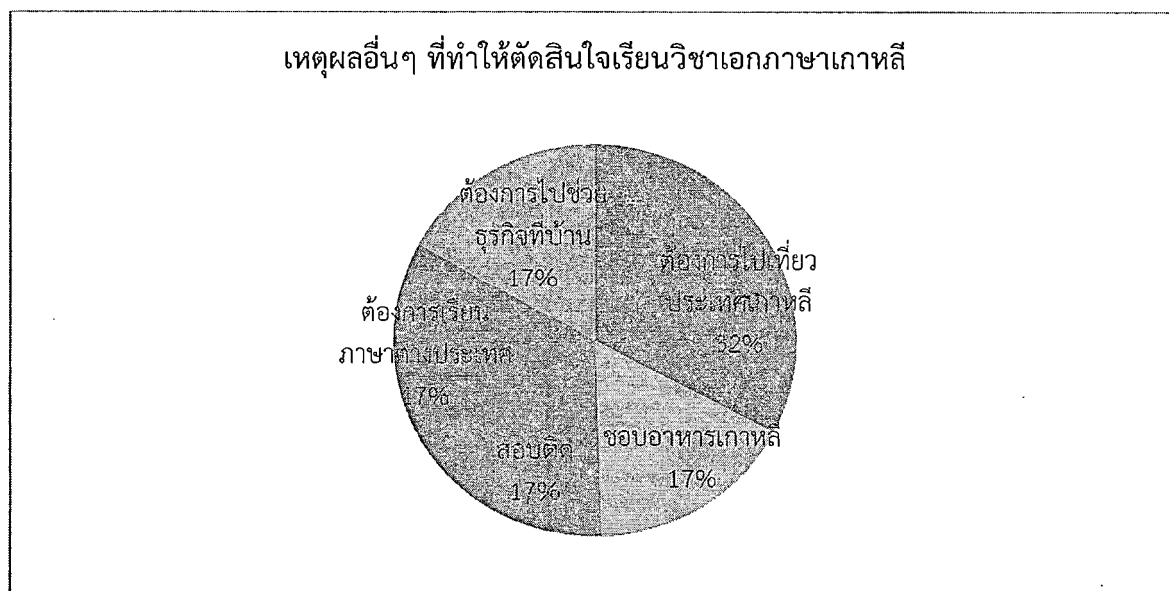 เหตุผลอื่นๆ ที่ทำให้ตัดสินใจเรียนวิชาเอกภาษาเกาหลี
ต้องการไปช่วย
ธุรกิจที่บ้าน
17%
ต้องการไปเที่ยว
ประเทศเกาหลี
32%
ต้องการเรียน
ภาษาต่างประเทศ
17%
สอบติด
17%
ชอบอาหารเกาหลี
17%